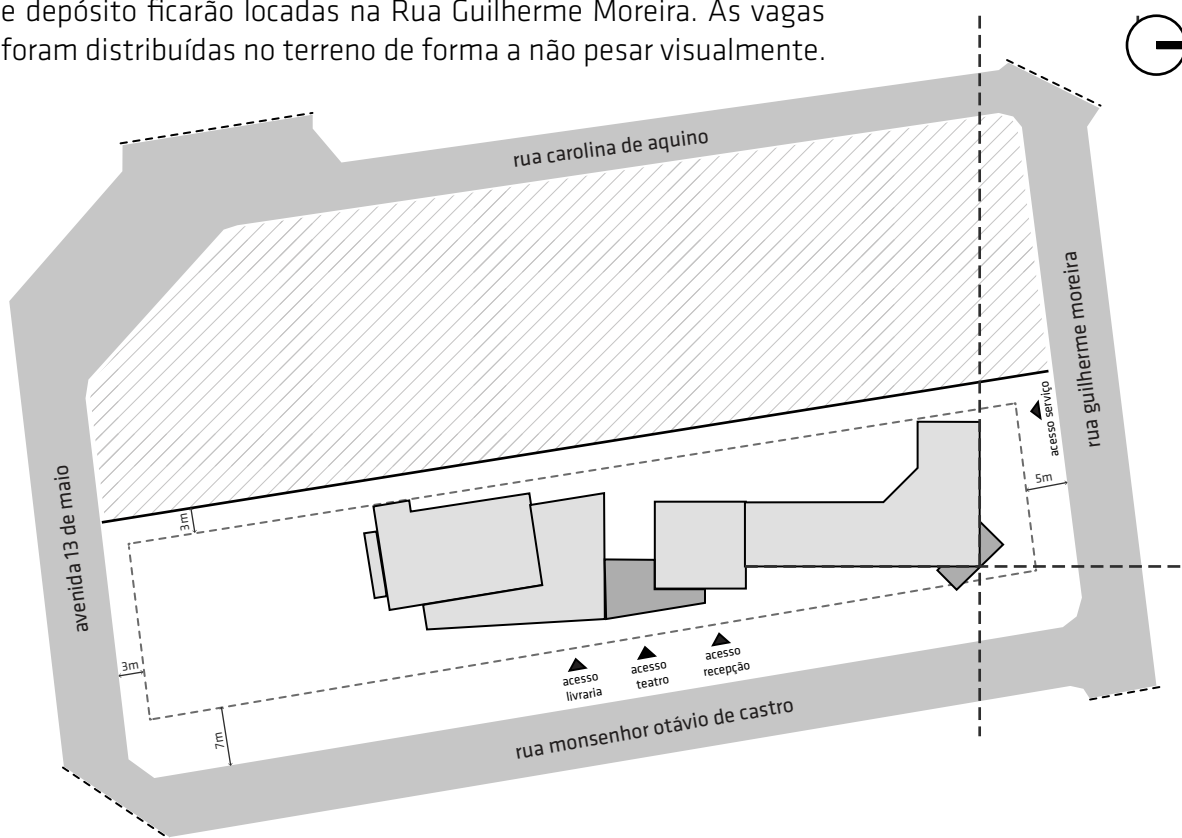 e depósito ficarão locadas na Rua Guilherme Moreira. As vagas
foram distribuídas no terreno de forma a não pesar visualmente.
rua carolina de aquino
rua guilherme moreira
acesso serviço
5m
3m
avenida 13 de maio
3m
acesso
livraria
acesso
teatro
acesso
recepção
7m
rua monsenhor otávio de castro